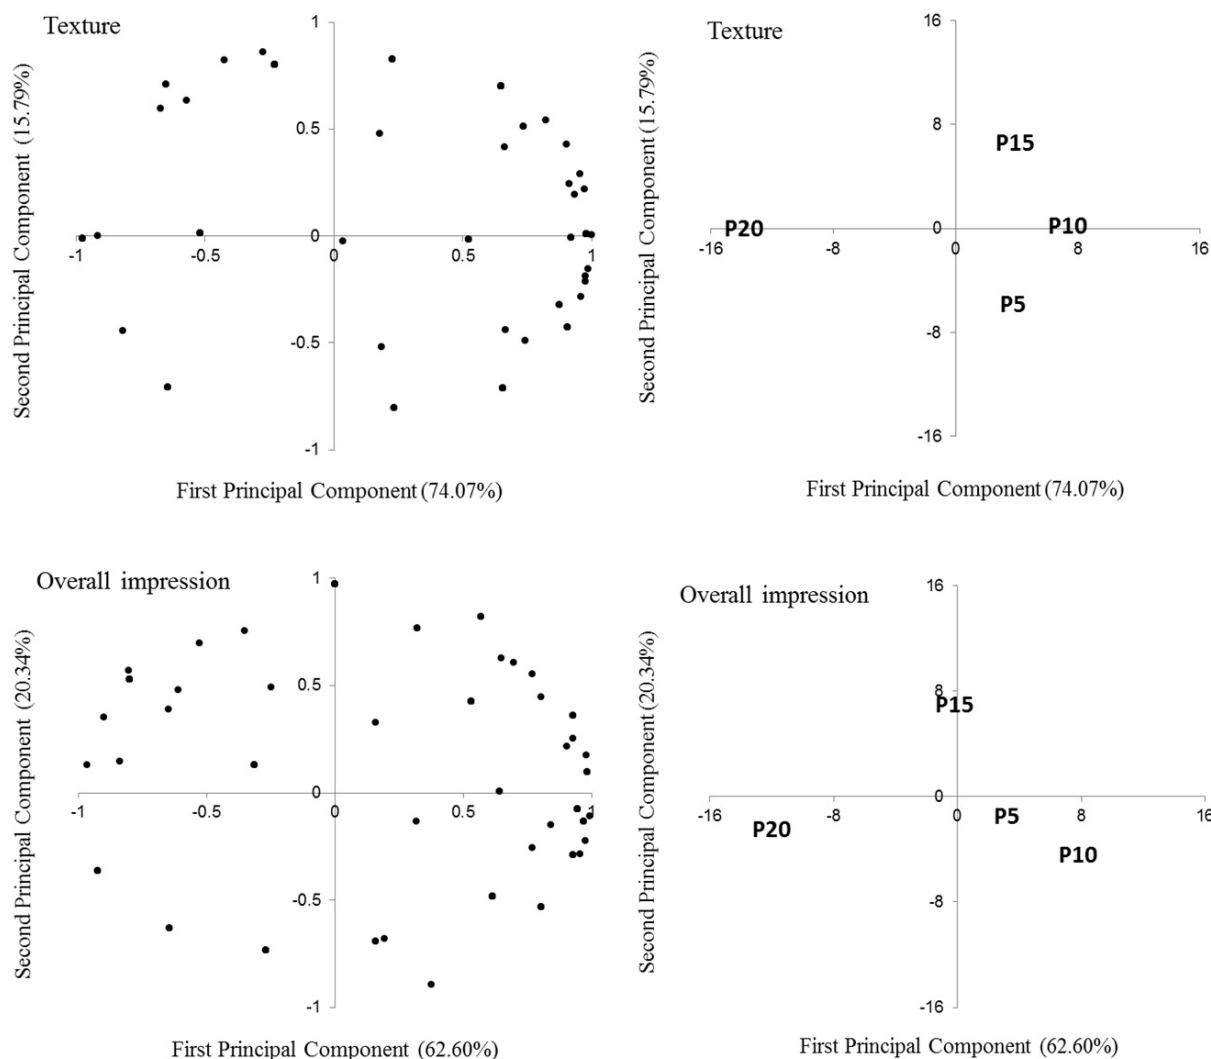 Texture
Second Principal Component (15.79%)
1
0.5
0
-0.5
-1
-1
-0.5
0
0.5
1
First Principal Component (74.07%)
Texture
Second Principal Component (15.79%)
16
8
0
-8
-16
-16
-8
0
8
16
P15
P20
P10
P5
First Principal Component (74.07%)
Overall impression
Second Principal Component (20.34%)
1
0.5
0
-0.5
-1
-1
-0.5
0
0.5
1
First Principal Component (62.60%)
Overall impression
Second Principal Component (20.34%)
16
8
0
-8
-16
-16
-8
0
8
16
P15
P5
P20
P10
First Principal Component (62.60%)